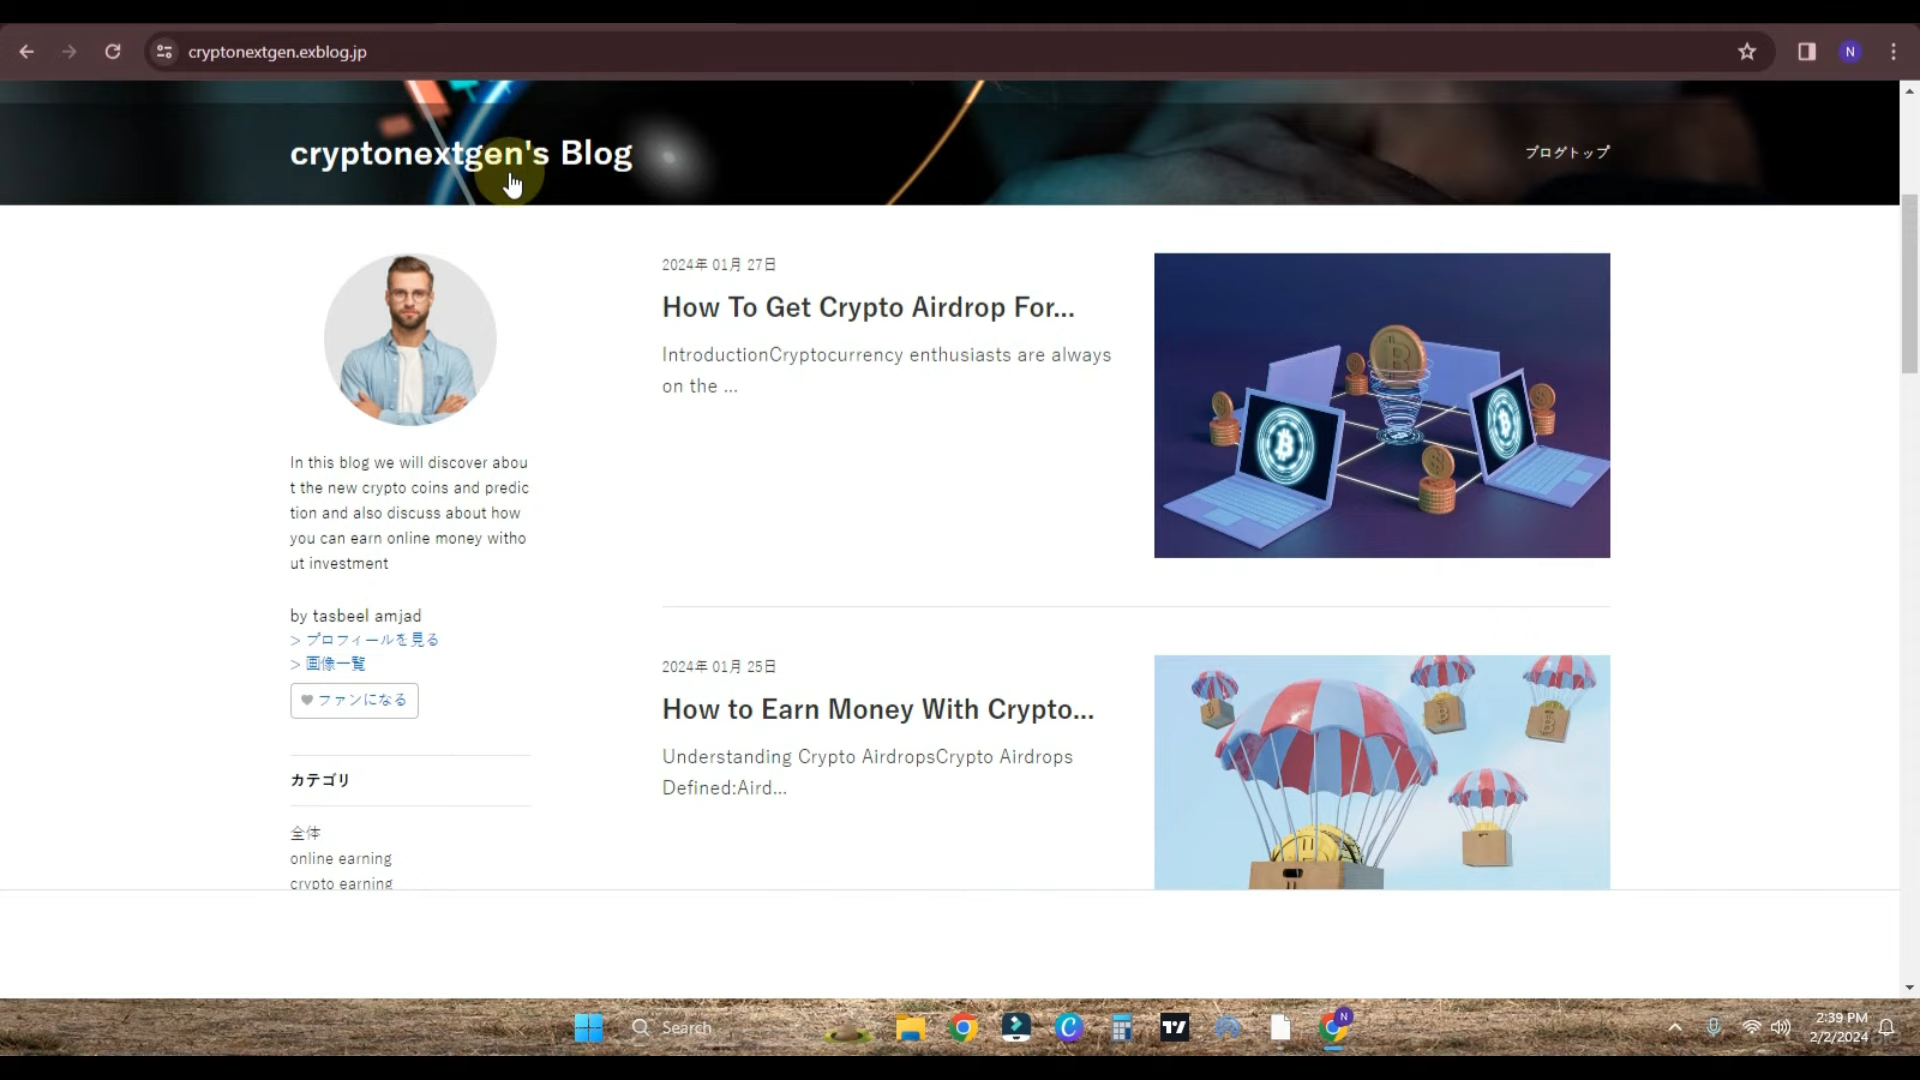 cryptonextgen.exblog.jp
N
cryptonextgen's Blog
ブログトップ
2024年 01月 27日
How To Get Crypto Airdrop For...
IntroductionCryptocurrency enthusiasts are always
on the ...
In this blog we will discover abou
t the new crypto coins and predic
tion and also discuss about how
you can earn online money witho
ut investment
by tasbeel amjad
> プロフィールを見る
> 画像一覧
ファンになる
カテゴリ
全体
online earning
crypto earning
2024年 01月 25日
How to Earn Money With Crypto...
Understanding Crypto AirdropsCrypto Airdrops
Defined:Aird...
Search
N
2:39 PM
2/2/2024